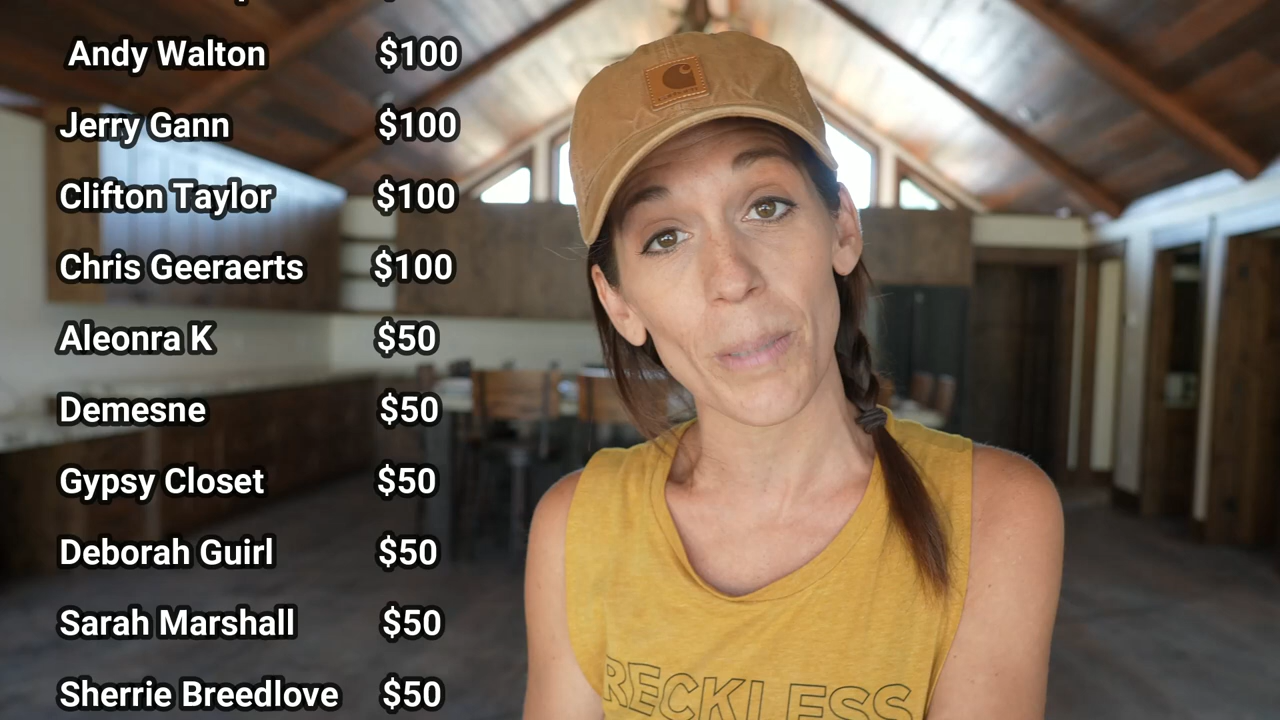 Andy Walton $100
Jerry Gann $100
Clifton Taylor $100
Chris Geeraerts $100
Aleonra K $50
Demesne $50
Gypsy Closet $50
Deborah Guirl $50
Sarah Marshall $50
Sherrie Breedlove $50
RECKLESS